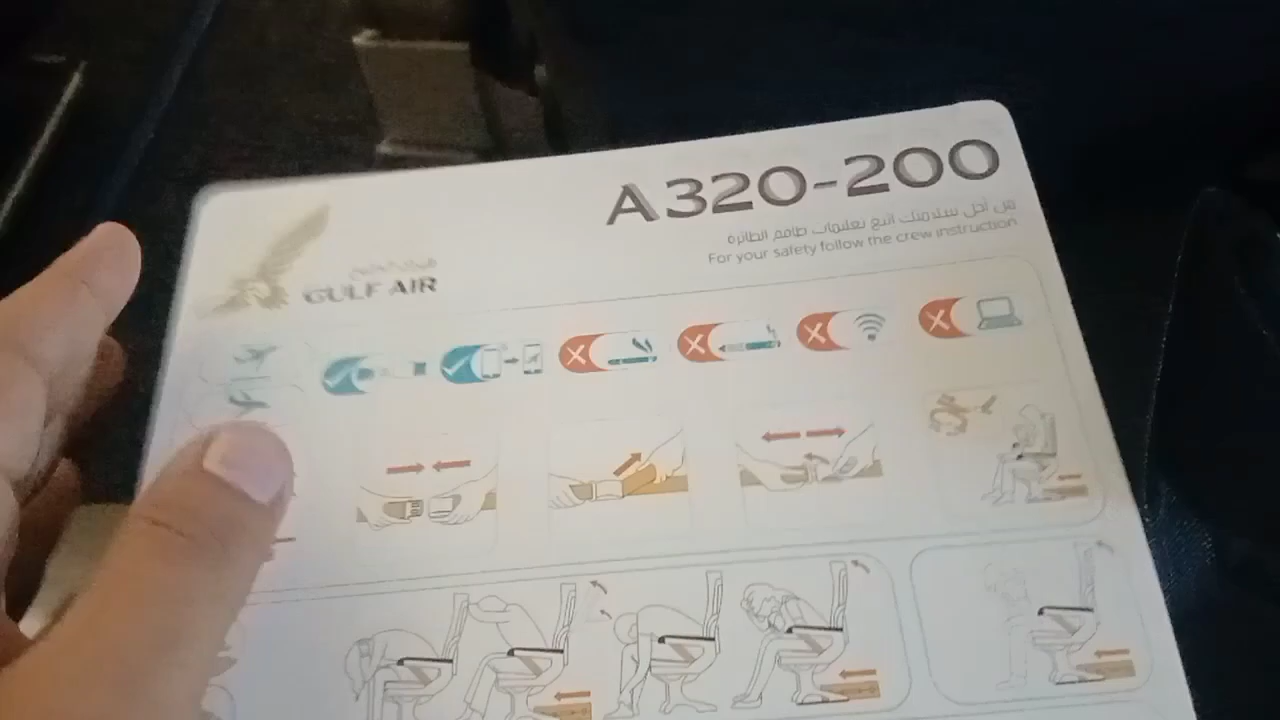 A320-200
من أجل سلامتك اتبع تعليمات طاقم الطائرة
For your safety follow the crew instruction
طيران الخليج
GULF AIR